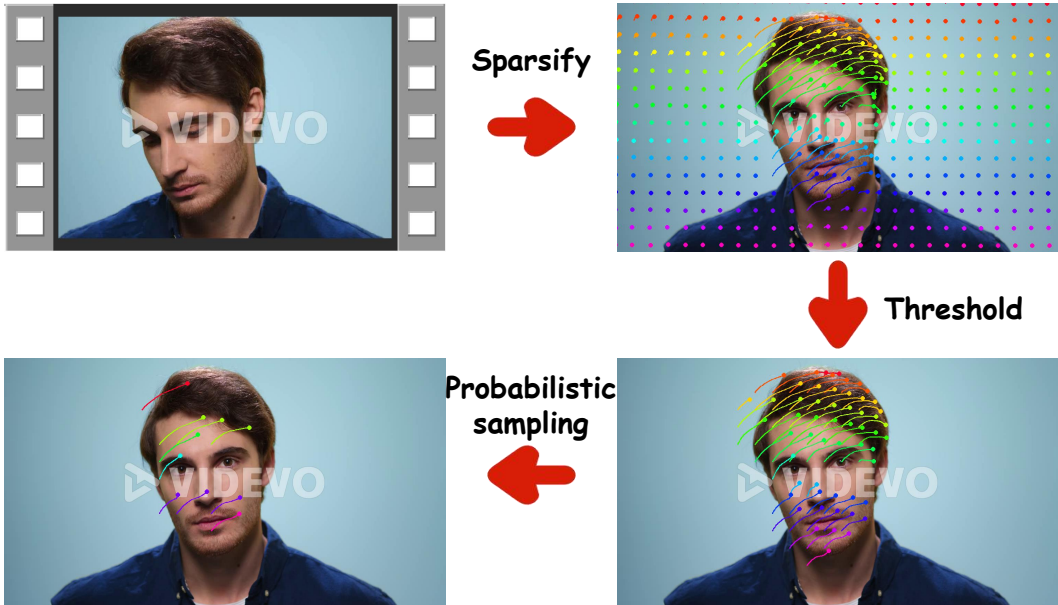 VIDEVO
Sparsify
VIDEVO
Threshold
VIDEVO
Probabilistic
sampling
VIDEVO